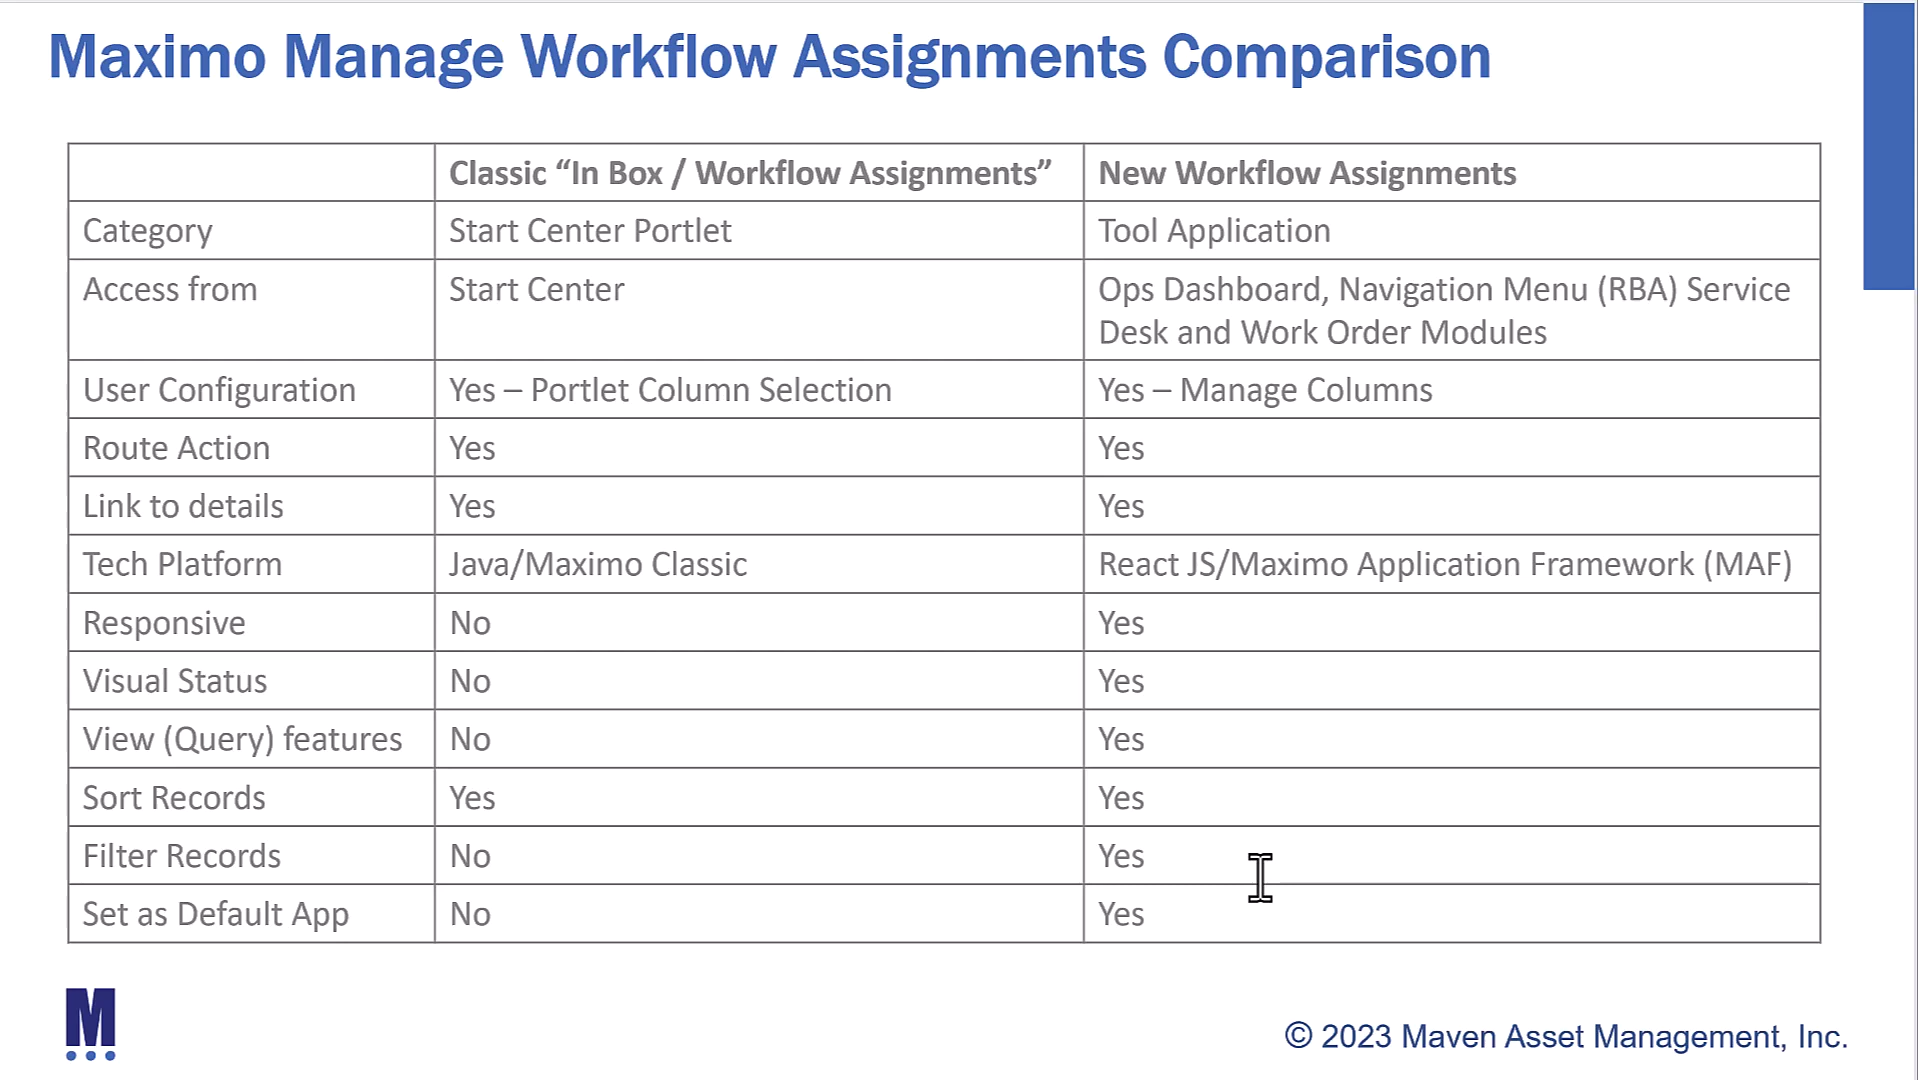 Maximo Manage Workflow Assignments Comparison
Classic “In Box / Workflow Assignments”
New Workflow Assignments
Category
Start Center Portlet
Tool Application
Access from
Start Center
Ops Dashboard, Navigation Menu (RBA) Service
Desk and Work Order Modules
User Configuration
Yes – Portlet Column Selection
Yes – Manage Columns
Route Action
Yes
Yes
Link to details
Yes
Yes
Tech Platform
Java/Maximo Classic
React JS/Maximo Application Framework (MAF)
Responsive
No
Yes
Visual Status
No
Yes
View (Query) features
No
Yes
Sort Records
Yes
Yes
Filter Records
No
Yes
Set as Default App
No
Yes
M
© 2023 Maven Asset Management, Inc.